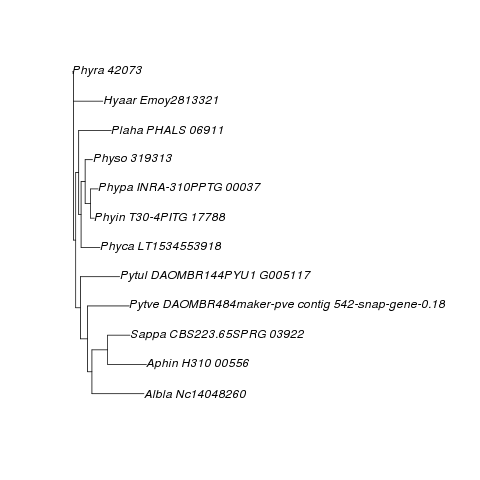 Phyra 42073
Hyaar Emoy2813321
Plaha PHALS 06911
Physo 319313
Phypa INRA-310PPTG 00037
Phyin T30-4PITG 17788
Phyca LT1534553918
Pytul DAOMBR144PYU1 G005117
Pytve DAOMBR484maker-pve contig 542-snap-gene-0.18
Sappa CBS223.65SPRG 03922
Aphin H310 00556
Albla Nc14048260